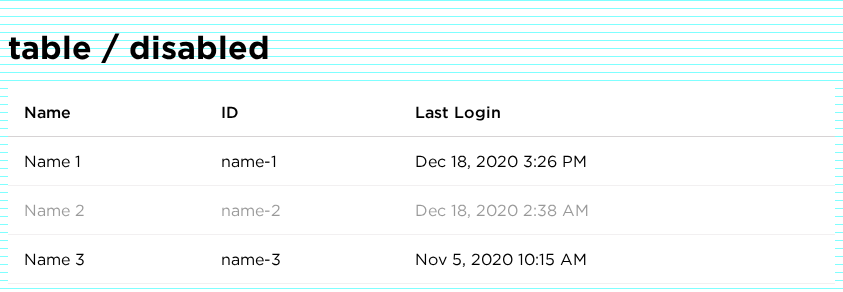 table / disabled
Name ID Last Login
Name 1 name-1 Dec 18, 2020 3:26 PM
Name 2 name-2 Dec 18, 2020 2:38 AM
Name 3 name-3 Nov 5, 2020 10:15 AM